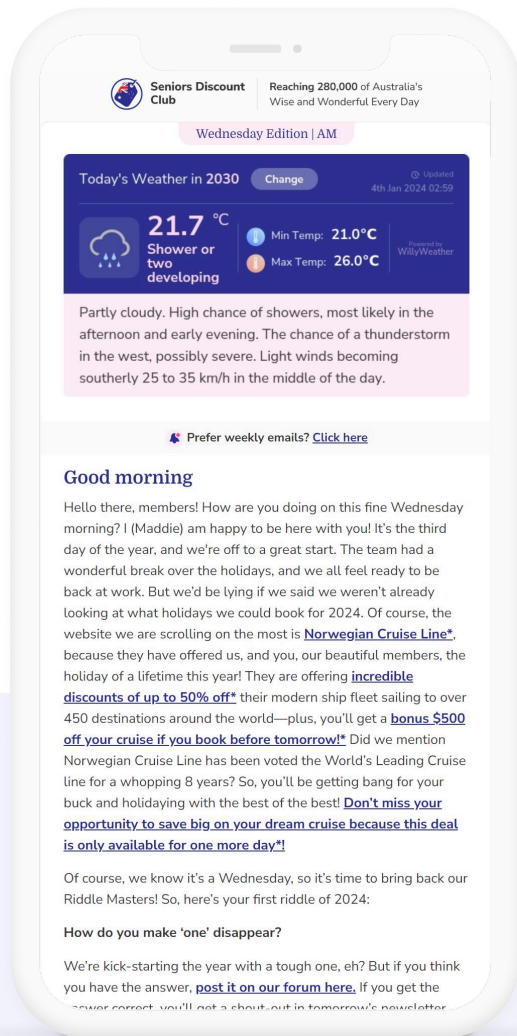 Seniors Discount
Club
Reaching 280,000 of Australia's
Wise and Wonderful Every Day
Wednesday Edition | AM
Today's Weather in 2030
Change
Updated
4th Jan 2024 02:59
21.7 °C
Shower or
two
developing
Min Temp: 21.0°C
Max Temp: 26.0°C
Powered by
WillyWeather
Partly cloudy. High chance of showers, most likely in the
afternoon and early evening. The chance of a thunderstorm
in the west, possibly severe. Light winds becoming
southerly 25 to 35 km/h in the middle of the day.
Prefer weekly emails? Click here
Good morning
Hello there, members! How are you doing on this fine Wednesday
morning? I (Maddie) am happy to be here with you! It's the third
day of the year, and we're off to a great start. The team had a
wonderful break over the holidays, and we all feel ready to be
back at work. But we'd be lying if we said we weren't already
looking at what holidays we could book for 2024. Of course, the
website we are scrolling on the most is Norwegian Cruise Line*,
because they have offered us, and you, our beautiful members, the
holiday of a lifetime this year! They are offering incredible
discounts of up to 50% off* their modern ship fleet sailing to over
450 destinations around the world—plus, you'll get a bonus $500
off your cruise if you book before tomorrow!* Did we mention
Norwegian Cruise Line has been voted the World's Leading Cruise
line for a whopping 8 years? So, you'll be getting bang for your
buck and holidaying with the best of the best! Don't miss your
opportunity to save big on your dream cruise because this deal
is only available for one more day*!
Of course, we know it's a Wednesday, so it's time to bring back our
Riddle Masters! So, here's your first riddle of 2024:
How do you make 'one' disappear?
We're kick-starting the year with a tough one, eh? But if you think
you have the answer, post it on our forum here. If you get the
answer correct, you'll get a shout-out in tomorrow's newsletter